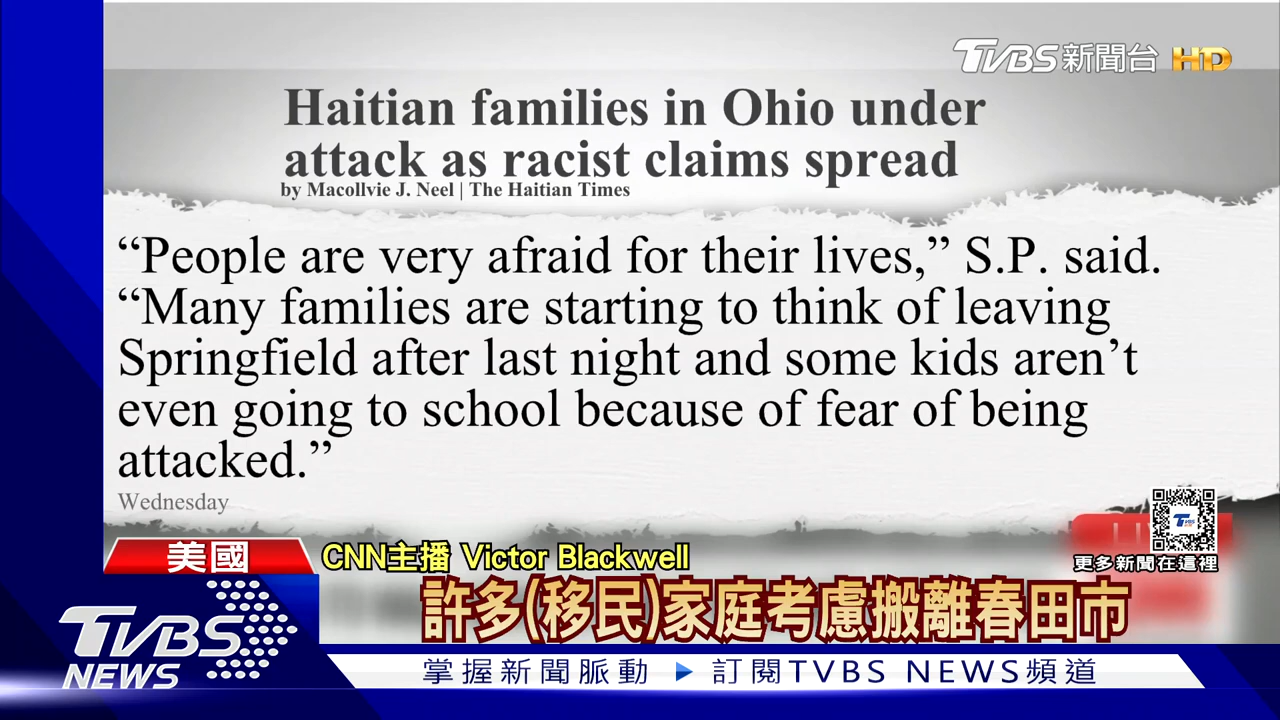 TVBS新聞台 HD
Haitian families in Ohio under
attack as racist claims spread
by Macollvie J. Neel | The Haitian Times
“People are very afraid for their lives,” S.P. said.
“Many families are starting to think of leaving
Springfield after last night and some kids aren’t
even going to school because of fear of being
attacked.”
Wednesday
TVBS
更多新聞在這裡
美國
CNN主播 Victor Blackwell
許多(移民)家庭考慮搬離春田市
TVBS
NEWS
掌握新聞脈動 ▶ 訂閱TVBS NEWS頻道